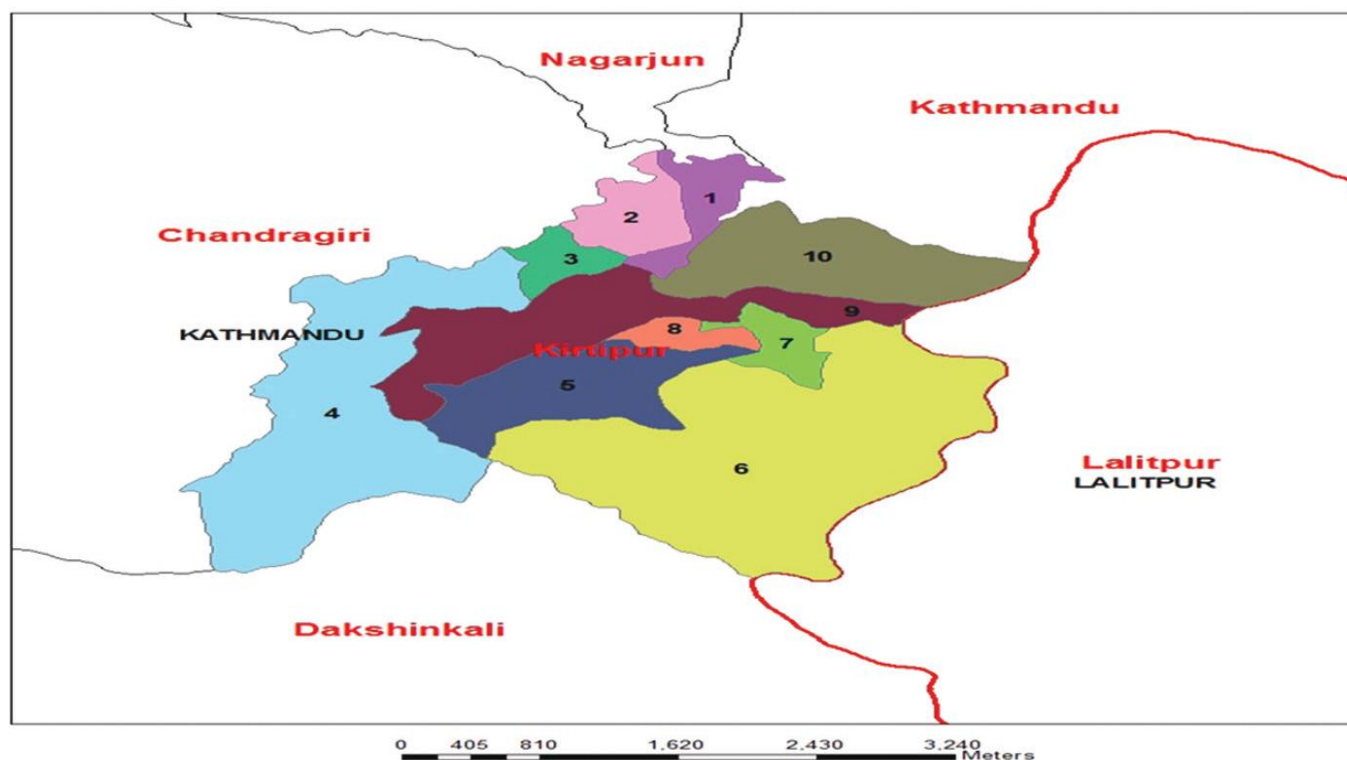 Nagarjun
Kathmandu
1
2
Chandragiri
3
10
9
KATHMANDU
8
7
Kirtipur
5
4
6
Lalitpur
LALITPUR
Dakshinkali
0 405 810 1,620 2,430 3,240 Meters